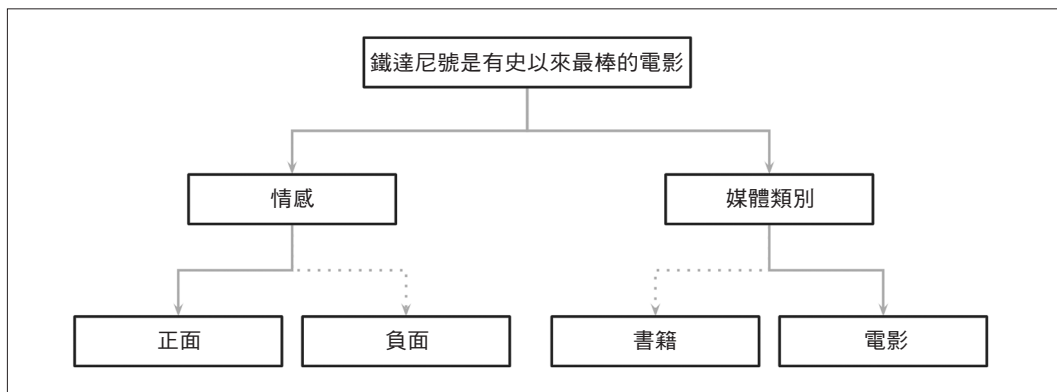 鐵達尼號是有史以來最棒的電影
情感
媒體類別
正面
負面
書籍
電影